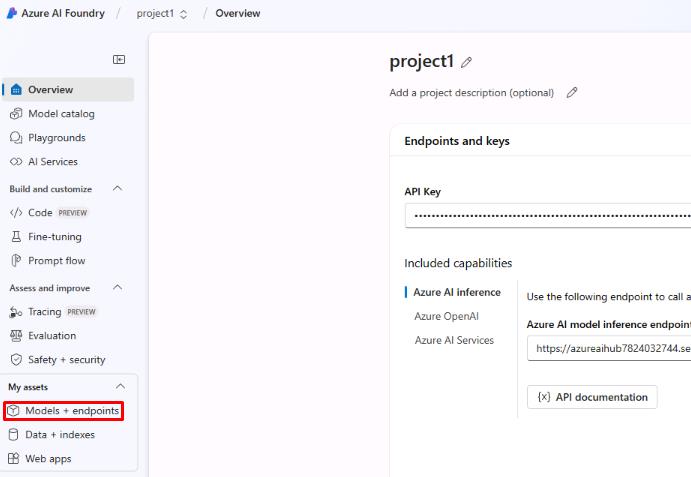 Azure AI Foundry / project1 / Overview
Overview
Model catalog
Playgrounds
AI Services
Build and customize
Code PREVIEW
Fine-tuning
Prompt flow
Assess and improve
Tracing PREVIEW
Evaluation
Safety + security
My assets
Models + endpoints
Data + indexes
Web apps
project1
Add a project description (optional)
Endpoints and keys
API Key
Included capabilities
Azure AI inference
Azure OpenAI
Azure AI Services
Use the following endpoint to call a
Azure AI model inference endpoint
https://azureaihub7824032744.se
{x} API documentation